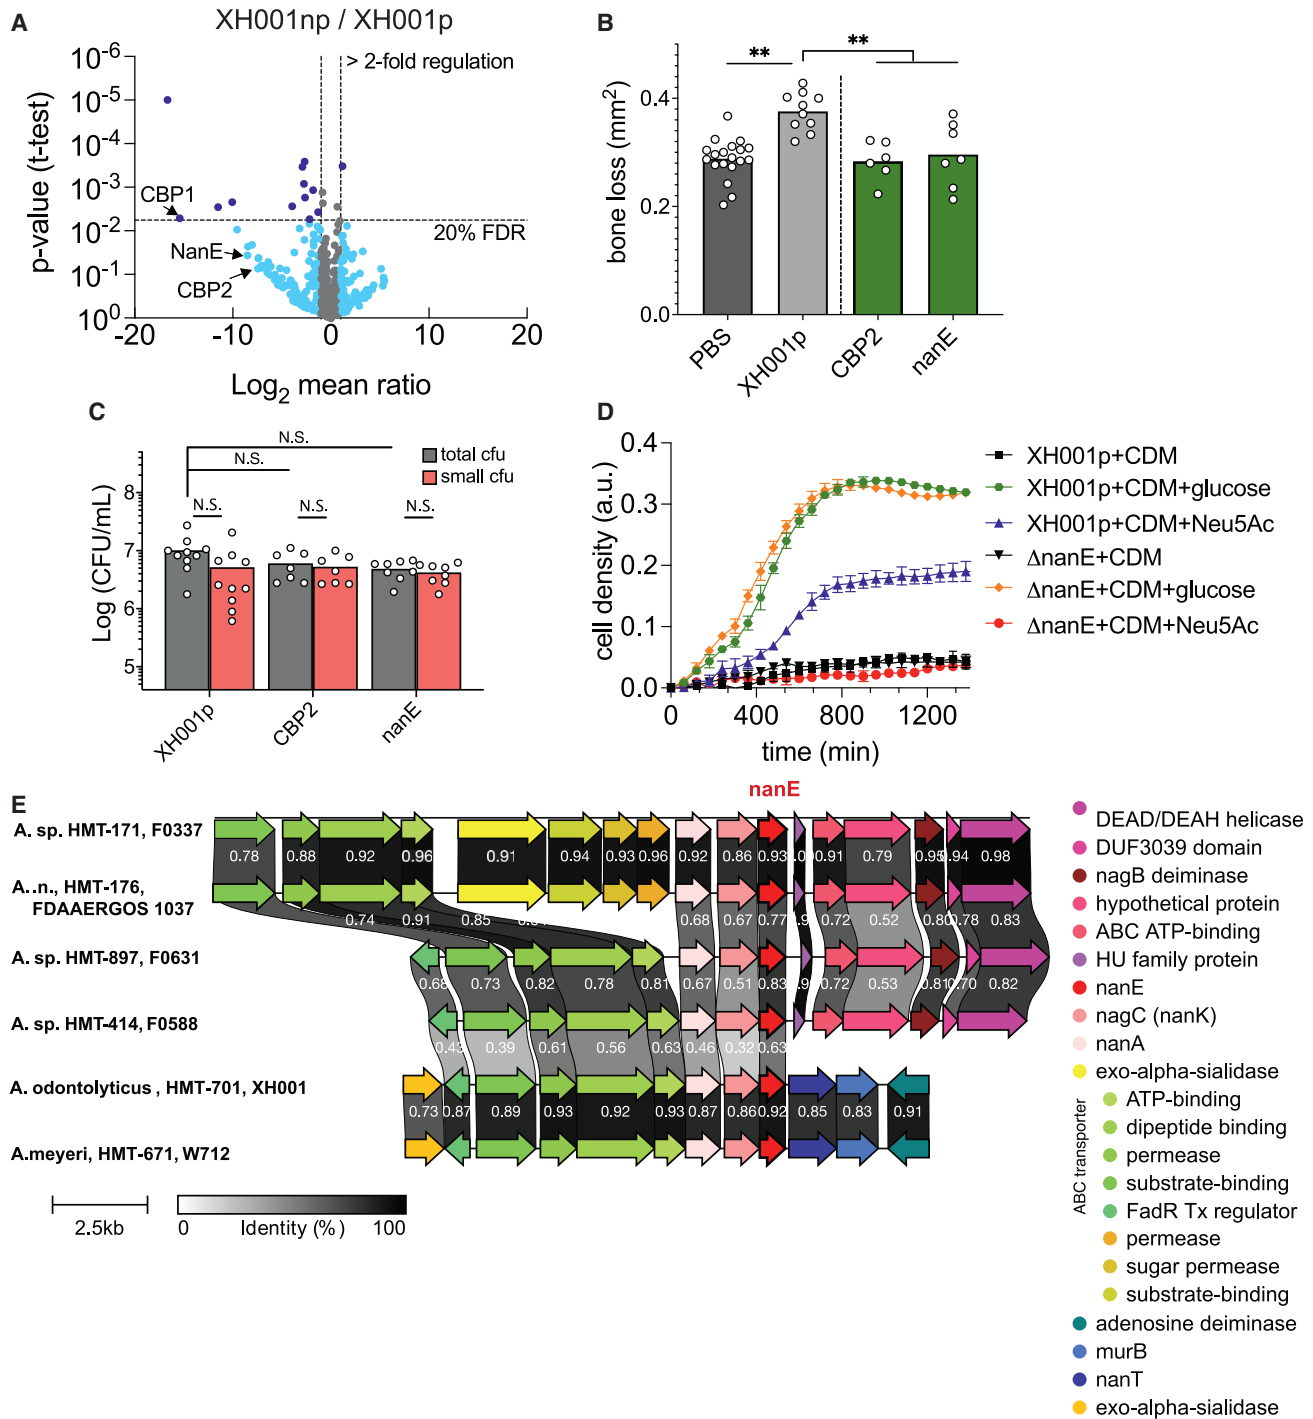 A
XH001np / XH001p
> 2-fold regulation
p-value (t-test)
10-6
10-5
10-4
10-3
10-2
10-1
100
CBP1
NanE
CBP2
20% FDR
-20
-10
0
10
20
Log2 mean ratio
B
**
**
bone loss (mm2)
0.4
0.2
0.0
PBS
XH001p
CBP2
nanE
C
N.S.
N.S.
N.S.
N.S.
N.S.
total cfu
small cfu
Log (CFU/mL)
8
7
6
5
XH001p
CBP2
nanE
D
cell density (a.u.)
0.4
0.3
0.2
0.1
0.0
0
400
800
1200
time (min)
XH001p+CDM
XH001p+CDM+glucose
XH001p+CDM+Neu5Ac
ΔnanE+CDM
ΔnanE+CDM+glucose
ΔnanE+CDM+Neu5Ac
E
nanE
A. sp. HMT-171, F0337
0.78 0.88 0.92 0.96 0.91 0.94 0.93 0.96 0.92 0.86 0.93 0.91 0.79 0.95 0.94 0.98
A..n., HMT-176,
FDAAERGOS 1037
0.74 0.91 0.85 0.68 0.67 0.77 0.72 0.52 0.80 0.78 0.83
A. sp. HMT-897, F0631
0.68 0.73 0.82 0.78 0.81 0.67 0.51 0.83 0.72 0.53 0.81 0.70 0.82
A. sp. HMT-414, F0588
0.43 0.39 0.61 0.56 0.63 0.46 0.32 0.63
A. odontolyticus , HMT-701, XH001
0.73 0.87 0.89 0.93 0.92 0.93 0.87 0.86 0.92 0.85 0.83 0.91
A.meyeri, HMT-671, W712
2.5kb
0 Identity (%) 100
DEAD/DEAH helicase
DUF3039 domain
nagB deiminase
hypothetical protein
ABC ATP-binding
HU family protein
nanE
nagC (nanK)
nanA
exo-alpha-sialidase
ABC transporter
ATP-binding
dipeptide binding
permease
substrate-binding
FadR Tx regulator
permease
sugar permease
substrate-binding
adenosine deiminase
murB
nanT
exo-alpha-sialidase